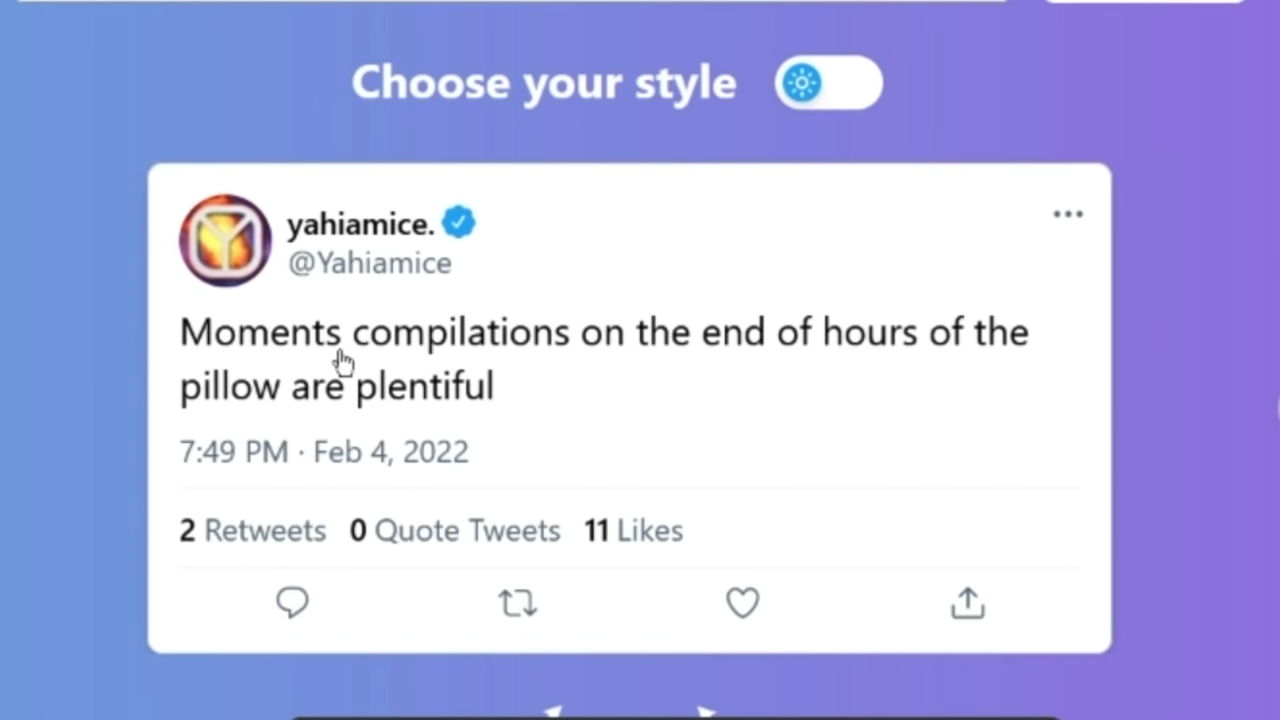 Choose your style
yahiamice.
@Yahiamice
Moments compilations on the end of hours of the
pillow are plentiful
7:49 PM · Feb 4, 2022
2 Retweets 0 Quote Tweets 11 Likes